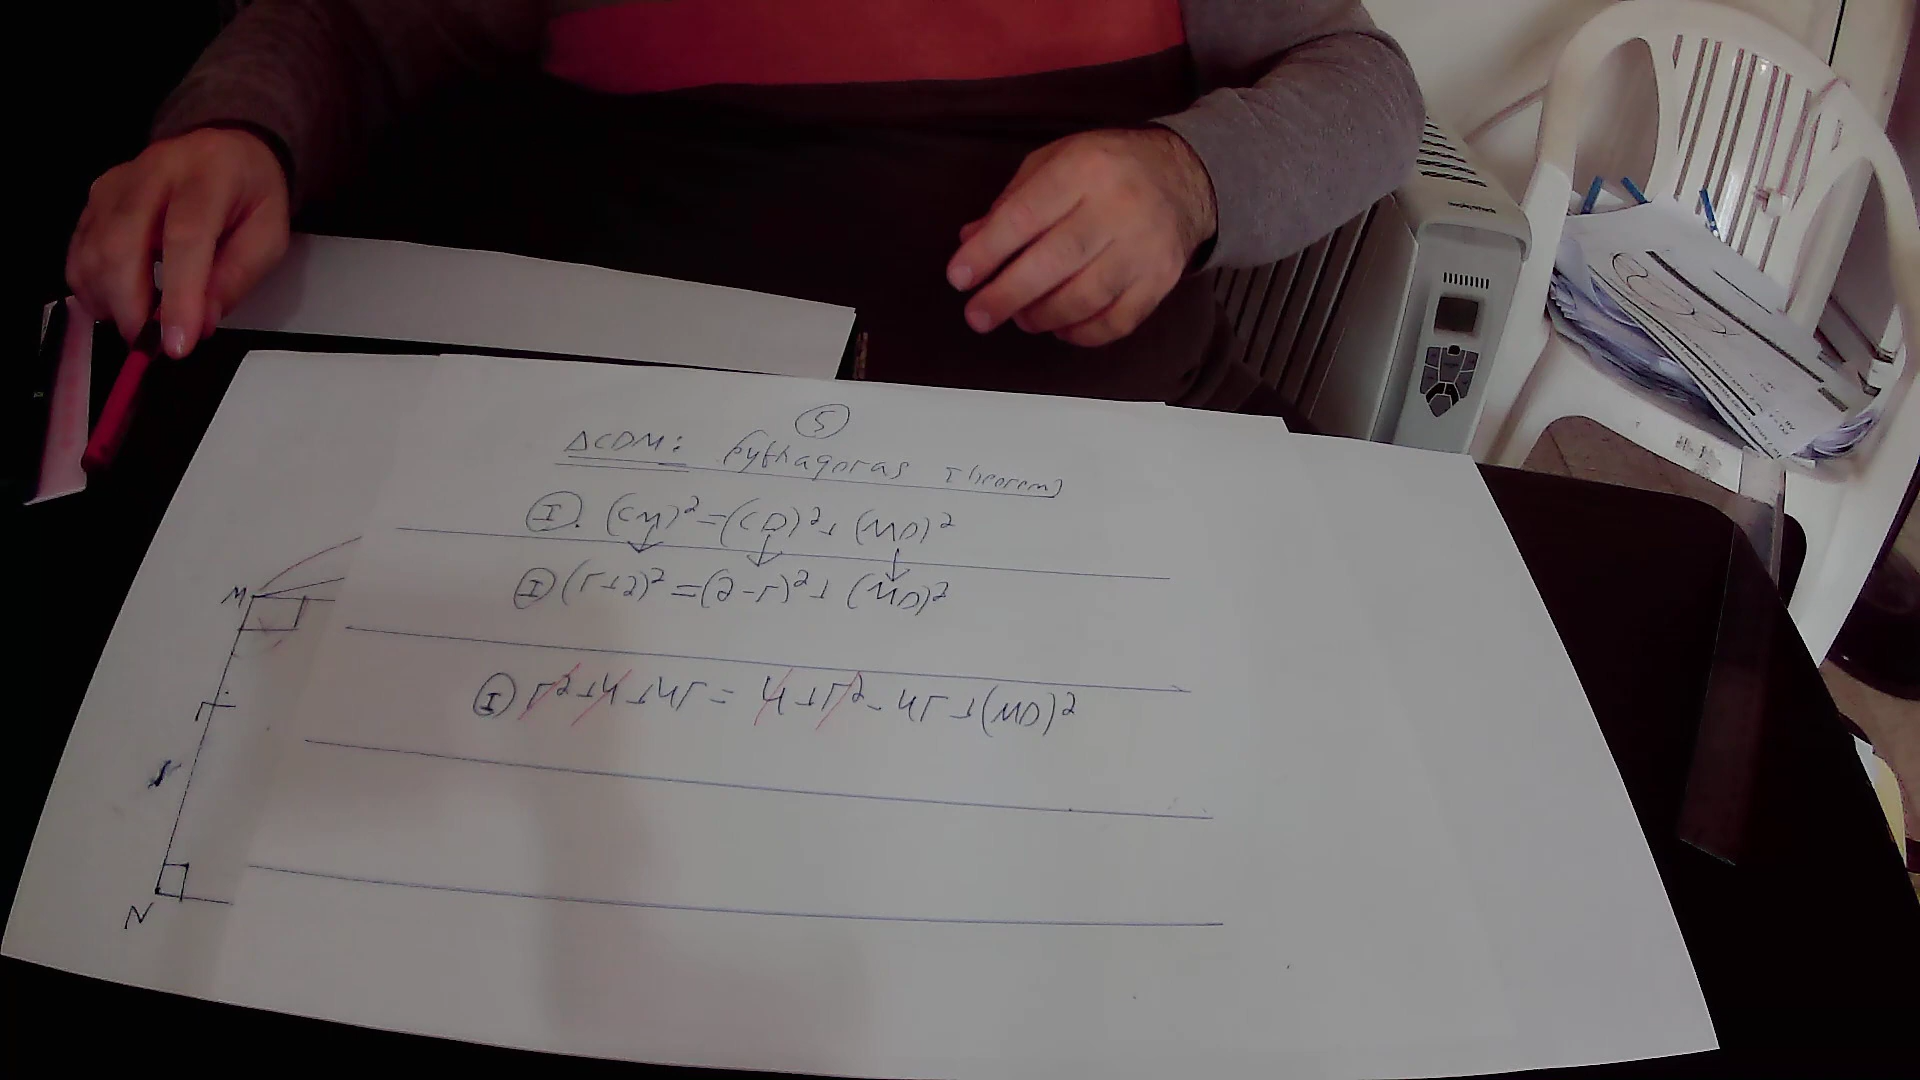 5
ΔCDM: Pythagoras Theorem
I. (CM)²=(CD)²+(MD)²
I (r+2)²=(2-r)²+(MD)²
M
I r²+4+4r=4+r²-4r+(MD)²
r
N